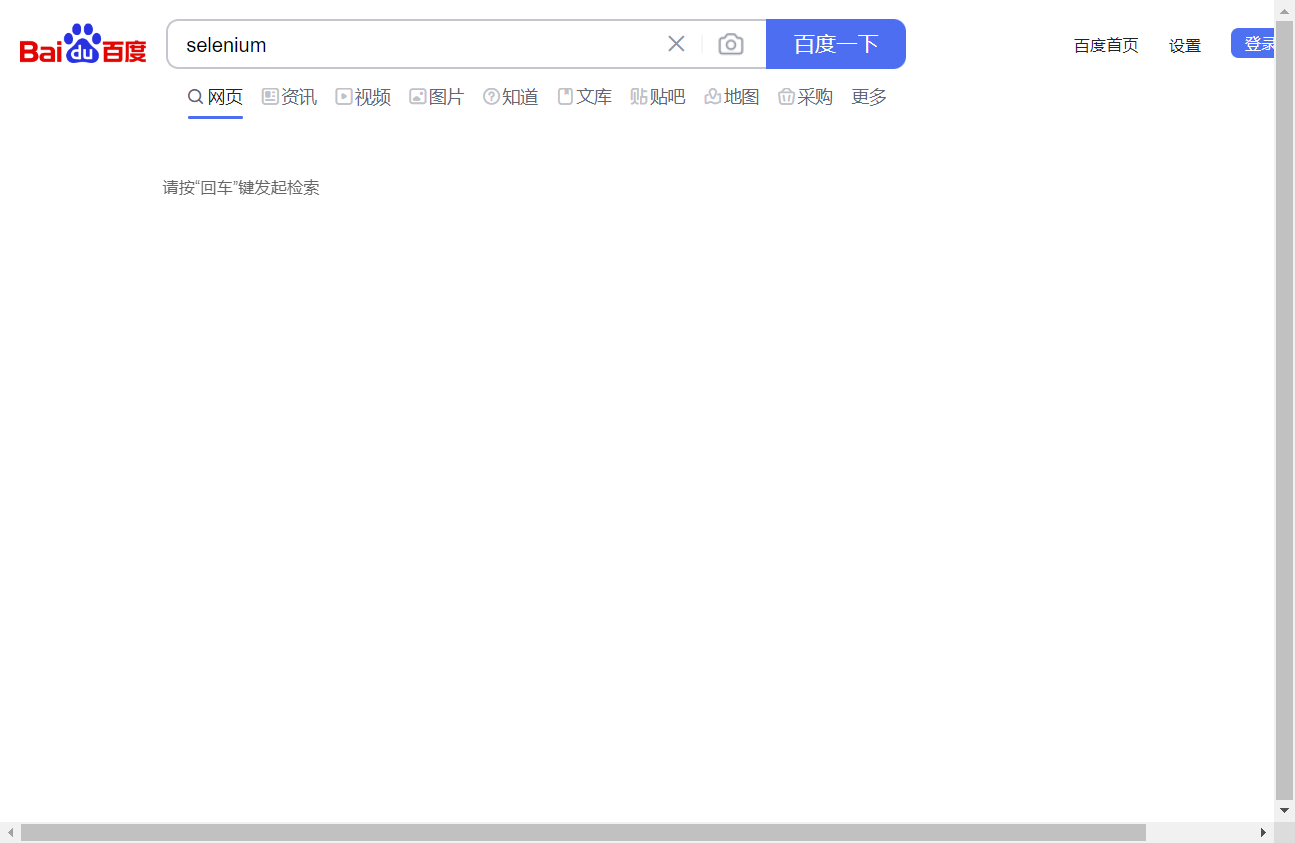 Bai du 百度 selenium 百度一下 百度首页 设置 登录
网页 资讯 视频 图片 知道 文库 贴吧 地图 采购 更多
请按“回车”键发起检索